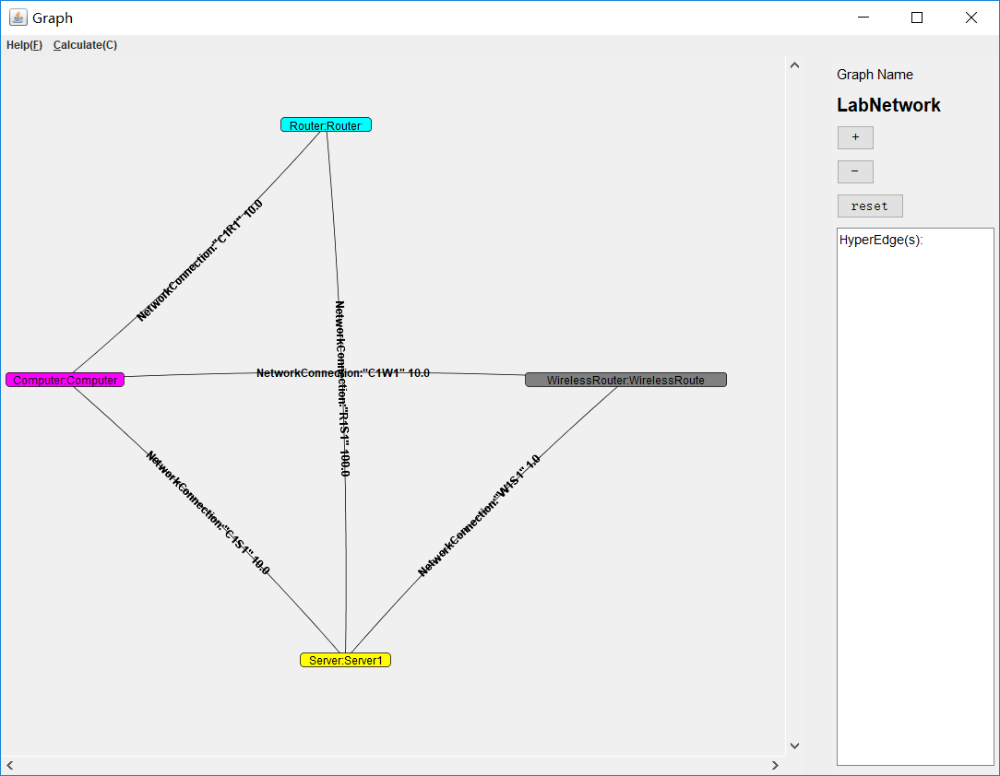 Graph
Help(F) Calculate(C)
Graph Name
LabNetwork
+
−
reset
HyperEdge(s):
Router:Router
NetworkConnection:"C1R1" 10.0
Computer:Computer
NetworkConnection:"C1W1" 10.0
NetworkConnection:"R1S1" 100.0
WirelessRouter:WirelessRoute
NetworkConnection:"C1S1" 10.0
NetworkConnection:"W1S1" 1.0
Server:Server1